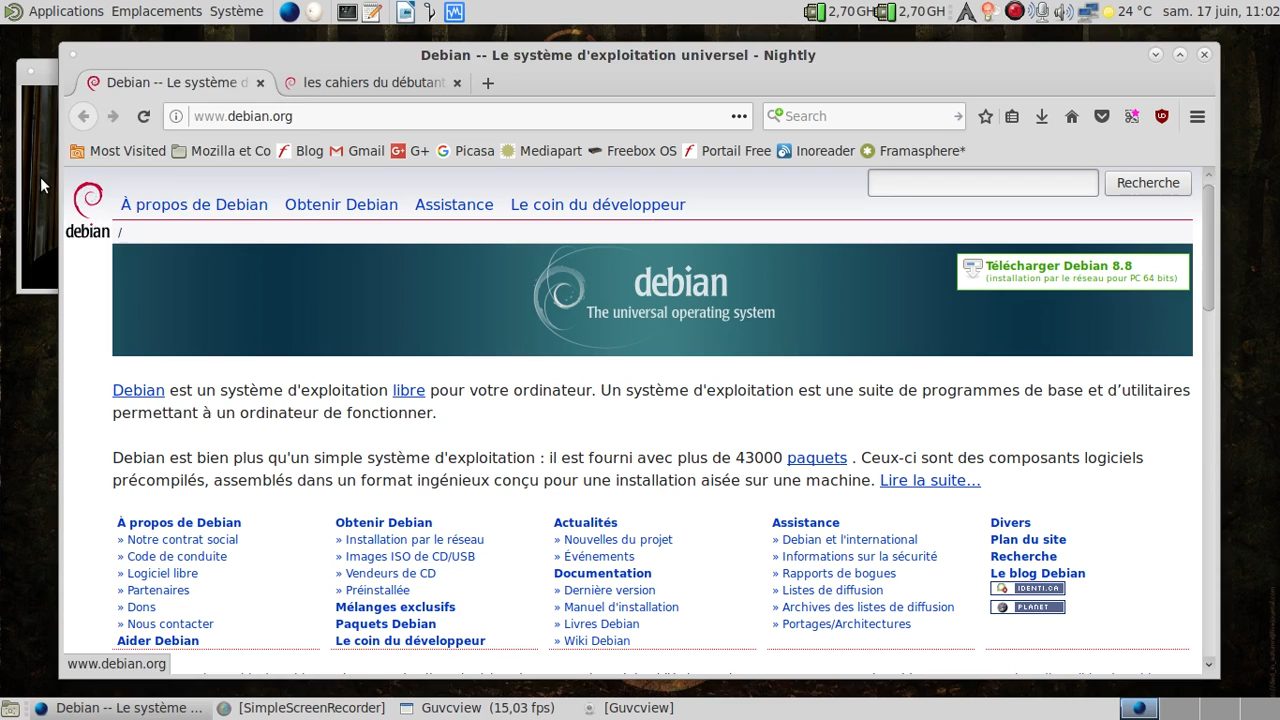 Applications Emplacements Système 2,70 GH 2,70 GH 24 °C sam. 17 juin, 11:02
Debian -- Le système d'exploitation universel - Nightly
Debian -- Le système d les cahiers du débutant
www.debian.org ••• Search
Most Visited Mozilla et Co Blog Gmail G+ Picasa Mediapart Freebox OS Portail Free Inoreader Framasphere*
Recherche
À propos de Debian Obtenir Debian Assistance Le coin du développeur
debian /
debian
The universal operating system
Télécharger Debian 8.8
(installation par le réseau pour PC 64 bits)
Debian est un système d'exploitation libre pour votre ordinateur. Un système d'exploitation est une suite de programmes de base et d’utilitaires
permettant à un ordinateur de fonctionner.
Debian est bien plus qu'un simple système d'exploitation : il est fourni avec plus de 43000 paquets . Ceux-ci sont des composants logiciels
précompilés, assemblés dans un format ingénieux conçu pour une installation aisée sur une machine. Lire la suite...
À propos de Debian
» Notre contrat social
» Code de conduite
» Logiciel libre
» Partenaires
» Dons
» Nous contacter
Aider Debian
Obtenir Debian
» Installation par le réseau
» Images ISO de CD/USB
» Vendeurs de CD
» Préinstallée
Mélanges exclusifs
Paquets Debian
Le coin du développeur
Actualités
» Nouvelles du projet
» Événements
Documentation
» Dernière version
» Manuel d'installation
» Livres Debian
» Wiki Debian
Assistance
» Debian et l'international
» Informations sur la sécurité
» Rapports de bogues
» Listes de diffusion
» Archives des listes de diffusion
» Portages/Architectures
Divers
Plan du site
Recherche
Le blog Debian
IDENTI.CA
PLANET
www.debian.org
Debian -- Le système ... [SimpleScreenRecorder] Guvcview (15,03 fps) [Guvcview]